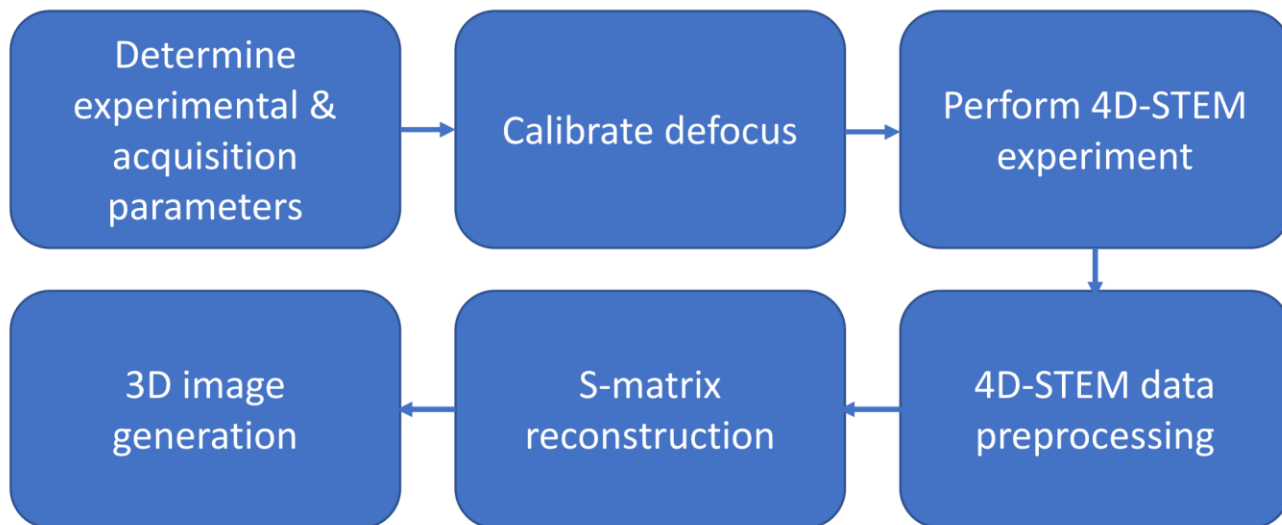 Determine
experimental &
acquisition
parameters
Calibrate defocus
Perform 4D-STEM
experiment
4D-STEM data
preprocessing
S-matrix
reconstruction
3D image
generation